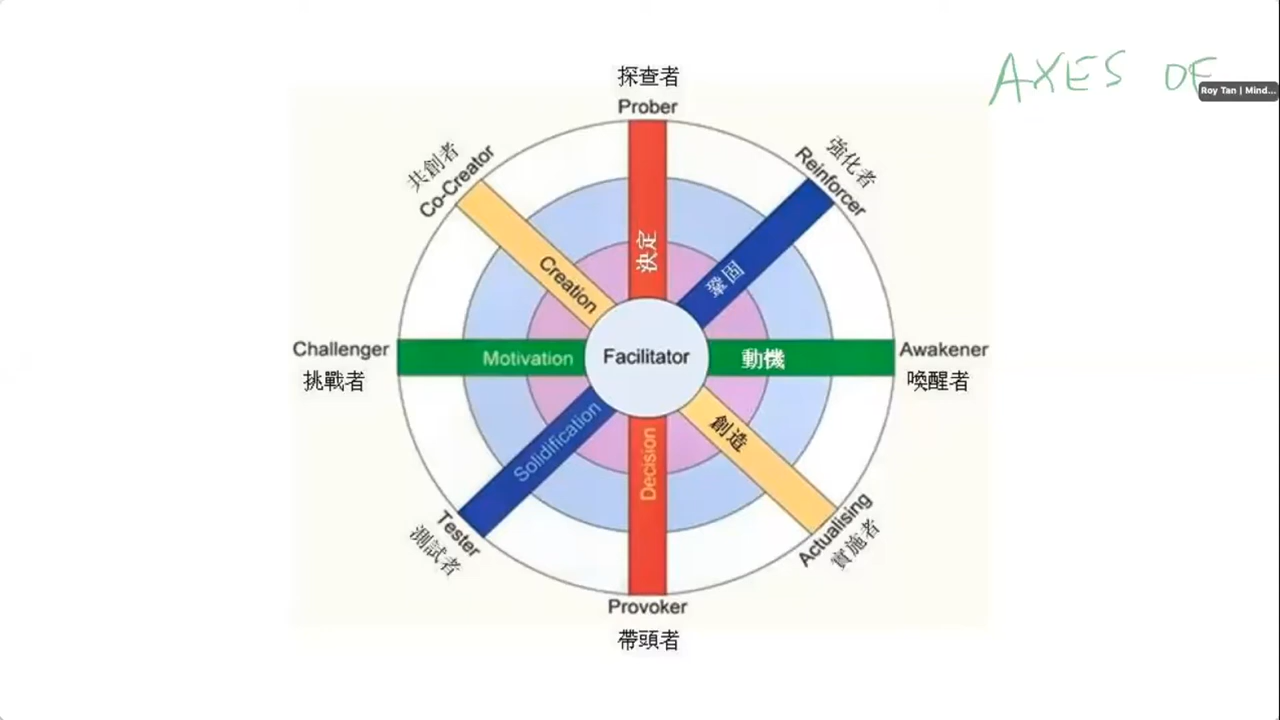 AXES OF
Roy Tan | Mind...
探查者
Prober
共創者
Co-Creator
強化者
Reinforcer
決定
鞏固
Creation
Challenger
挑戰者
Motivation
Facilitator
動機
Awakener
喚醒者
Solidification
Decision
創造
Tester
測試者
Actualising
實施者
Provoker
帶頭者